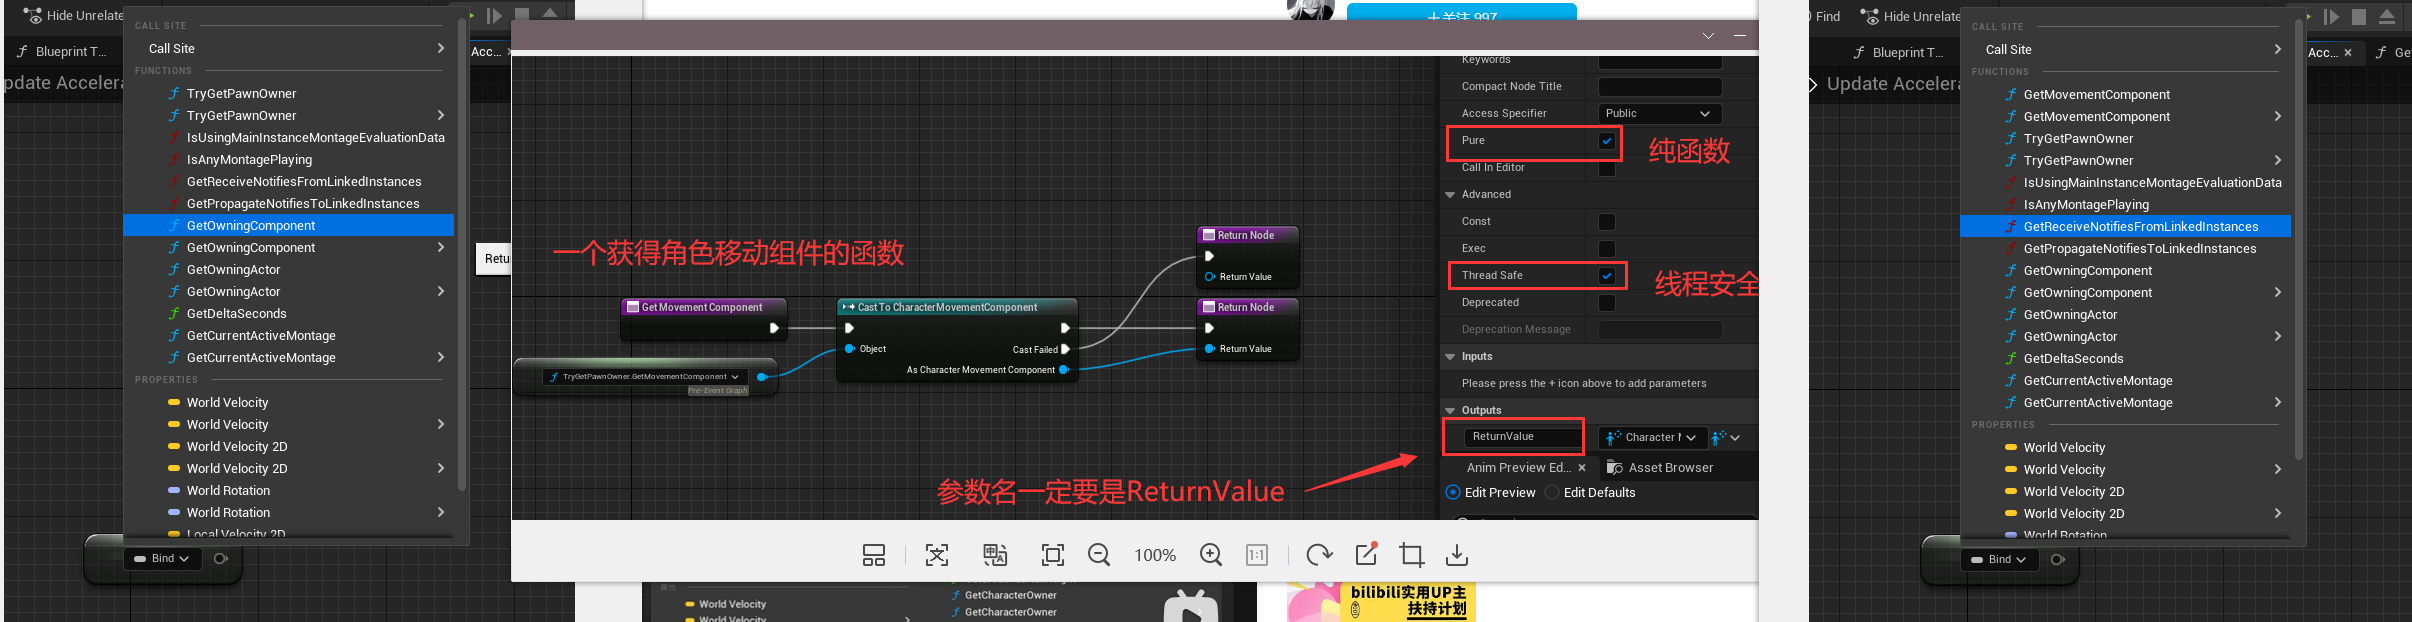 Hide Unrelate
Blueprint T...
Update Accelera
CALL SITE
Call Site
FUNCTIONS
TryGetPawnOwner
TryGetPawnOwner
IsUsingMainInstanceMontageEvaluationData
IsAnyMontagePlaying
GetReceiveNotifiesFromLinkedInstances
GetPropagateNotifiesToLinkedInstances
GetOwningComponent
GetOwningComponent
GetOwningActor
GetOwningActor
GetDeltaSeconds
GetCurrentActiveMontage
GetCurrentActiveMontage
PROPERTIES
World Velocity
World Velocity
World Velocity 2D
World Velocity 2D
World Rotation
World Rotation
Local Velocity 2D
Bind
Acc...
Retu
+关注 997
一个获得角色移动组件的函数
Get Movement Component
TryGetPawnOwner.GetMovementComponent
Pre-Event Graph
Cast To CharacterMovementComponent
Object
Cast Failed
As Character Movement Component
Return Node
Return Value
Return Node
Return Value
参数名一定要是ReturnValue
Keywords
Compact Node Title
Access Specifier
Public
Pure
纯函数
Call In Editor
Advanced
Const
Exec
Thread Safe
线程安全
Deprecated
Deprecation Message
Inputs
Please press the + icon above to add parameters
Outputs
ReturnValue
Character
Anim Preview Ed...
Asset Browser
Edit Preview
Edit Defaults
100%
1:1
World Velocity
World Velocity
GetCharacterOwner
GetCharacterOwner
bilibili实用UP主
扶持计划
Find
Hide Unrelate
Blueprint T...
Acc...
Ge
Update Accelera
CALL SITE
Call Site
FUNCTIONS
GetMovementComponent
GetMovementComponent
TryGetPawnOwner
TryGetPawnOwner
IsUsingMainInstanceMontageEvaluationData
IsAnyMontagePlaying
GetReceiveNotifiesFromLinkedInstances
GetPropagateNotifiesToLinkedInstances
GetOwningComponent
GetOwningComponent
GetOwningActor
GetOwningActor
GetDeltaSeconds
GetCurrentActiveMontage
GetCurrentActiveMontage
PROPERTIES
World Velocity
World Velocity
World Velocity 2D
World Velocity 2D
World Rotation
Bind